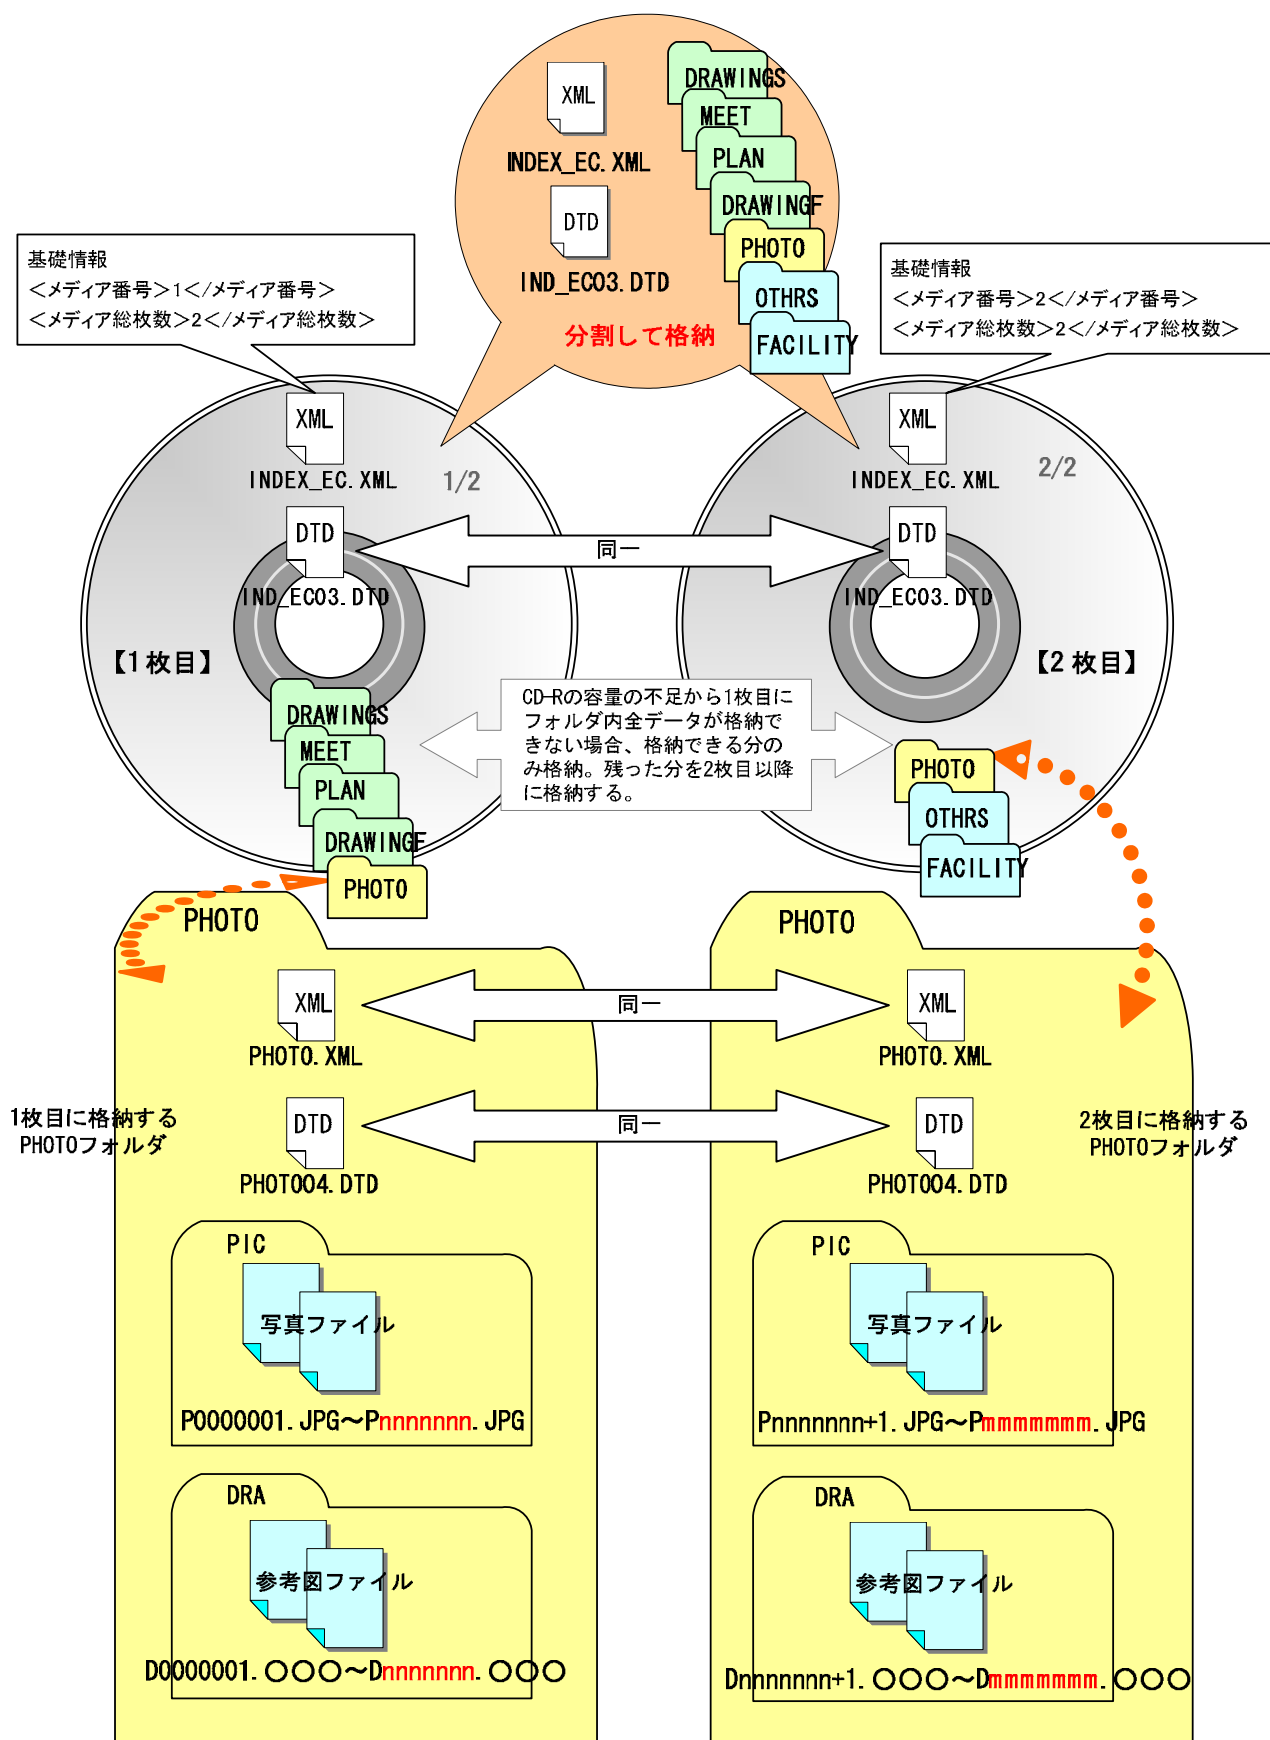 XML
INDEX_EC.XML
DTD
IND_EC03.DTD
分割して格納
DRAWINGS
MEET
PLAN
DRAWINGF
PHOTO
OTHRS
FACILITY
基礎情報
<メディア番号>1</メディア番号>
<メディア総枚数>2</メディア総枚数>
基礎情報
<メディア番号>2</メディア番号>
<メディア総枚数>2</メディア総枚数>
XML
INDEX_EC.XML
1/2
DTD
IND_EC03.DTD
【1枚目】
同一
XML
INDEX_EC.XML
2/2
DTD
IND_EC03.DTD
【2枚目】
DRAWINGS
MEET
PLAN
DRAWINGF
PHOTO
CD-Rの容量の不足から1枚目に
フォルダ内全データが格納で
きない場合、格納できる分の
み格納。残った分を2枚目以降
に格納する。
PHOTO
OTHRS
FACILITY
PHOTO
XML
PHOTO.XML
同一
1枚目に格納する
PHOTOフォルダ
DTD
PHOTO04.DTD
同一
PIC
写真ファイル
P0000001.JPG～Pnnnnnnn.JPG
DRA
参考図ファイル
D0000001.○○○～Dnnnnnnn.○○○
PHOTO
XML
PHOTO.XML
2枚目に格納する
PHOTOフォルダ
DTD
PHOTO04.DTD
PIC
写真ファイル
Pnnnnnnn+1.JPG～Pmmmmmmm.JPG
DRA
参考図ファイル
Dnnnnnnn+1.○○○～Dmmmmmmm.○○○